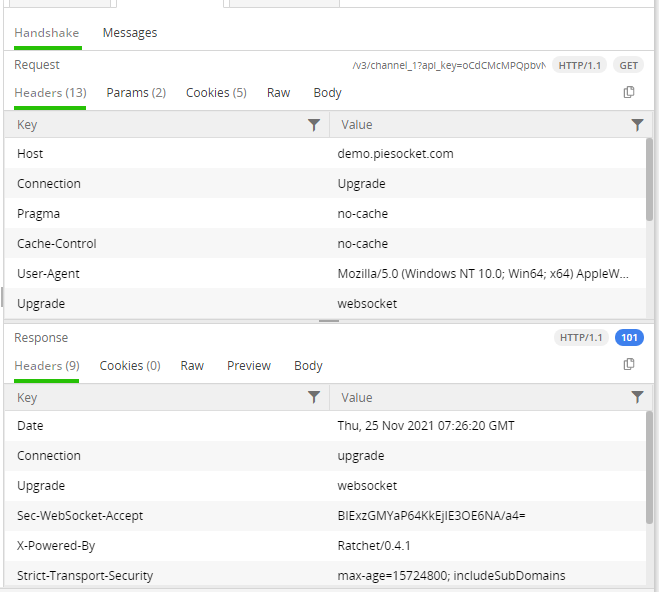 Handshake Messages
Request /v3/channel_1?api_key=oCdCMcMPQpbvN HTTP/1.1 GET
Headers (13) Params (2) Cookies (5) Raw Body
Key Value
Host demo.piesocket.com
Connection Upgrade
Pragma no-cache
Cache-Control no-cache
User-Agent Mozilla/5.0 (Windows NT 10.0; Win64; x64) AppleW...
Upgrade websocket
Response HTTP/1.1 101
Headers (9) Cookies (0) Raw Preview Body
Key Value
Date Thu, 25 Nov 2021 07:26:20 GMT
Connection upgrade
Upgrade websocket
Sec-WebSocket-Accept BIExzGMYaP64KkEjIE3OE6NA/a4=
X-Powered-By Ratchet/0.4.1
Strict-Transport-Security max-age=15724800; includeSubDomains